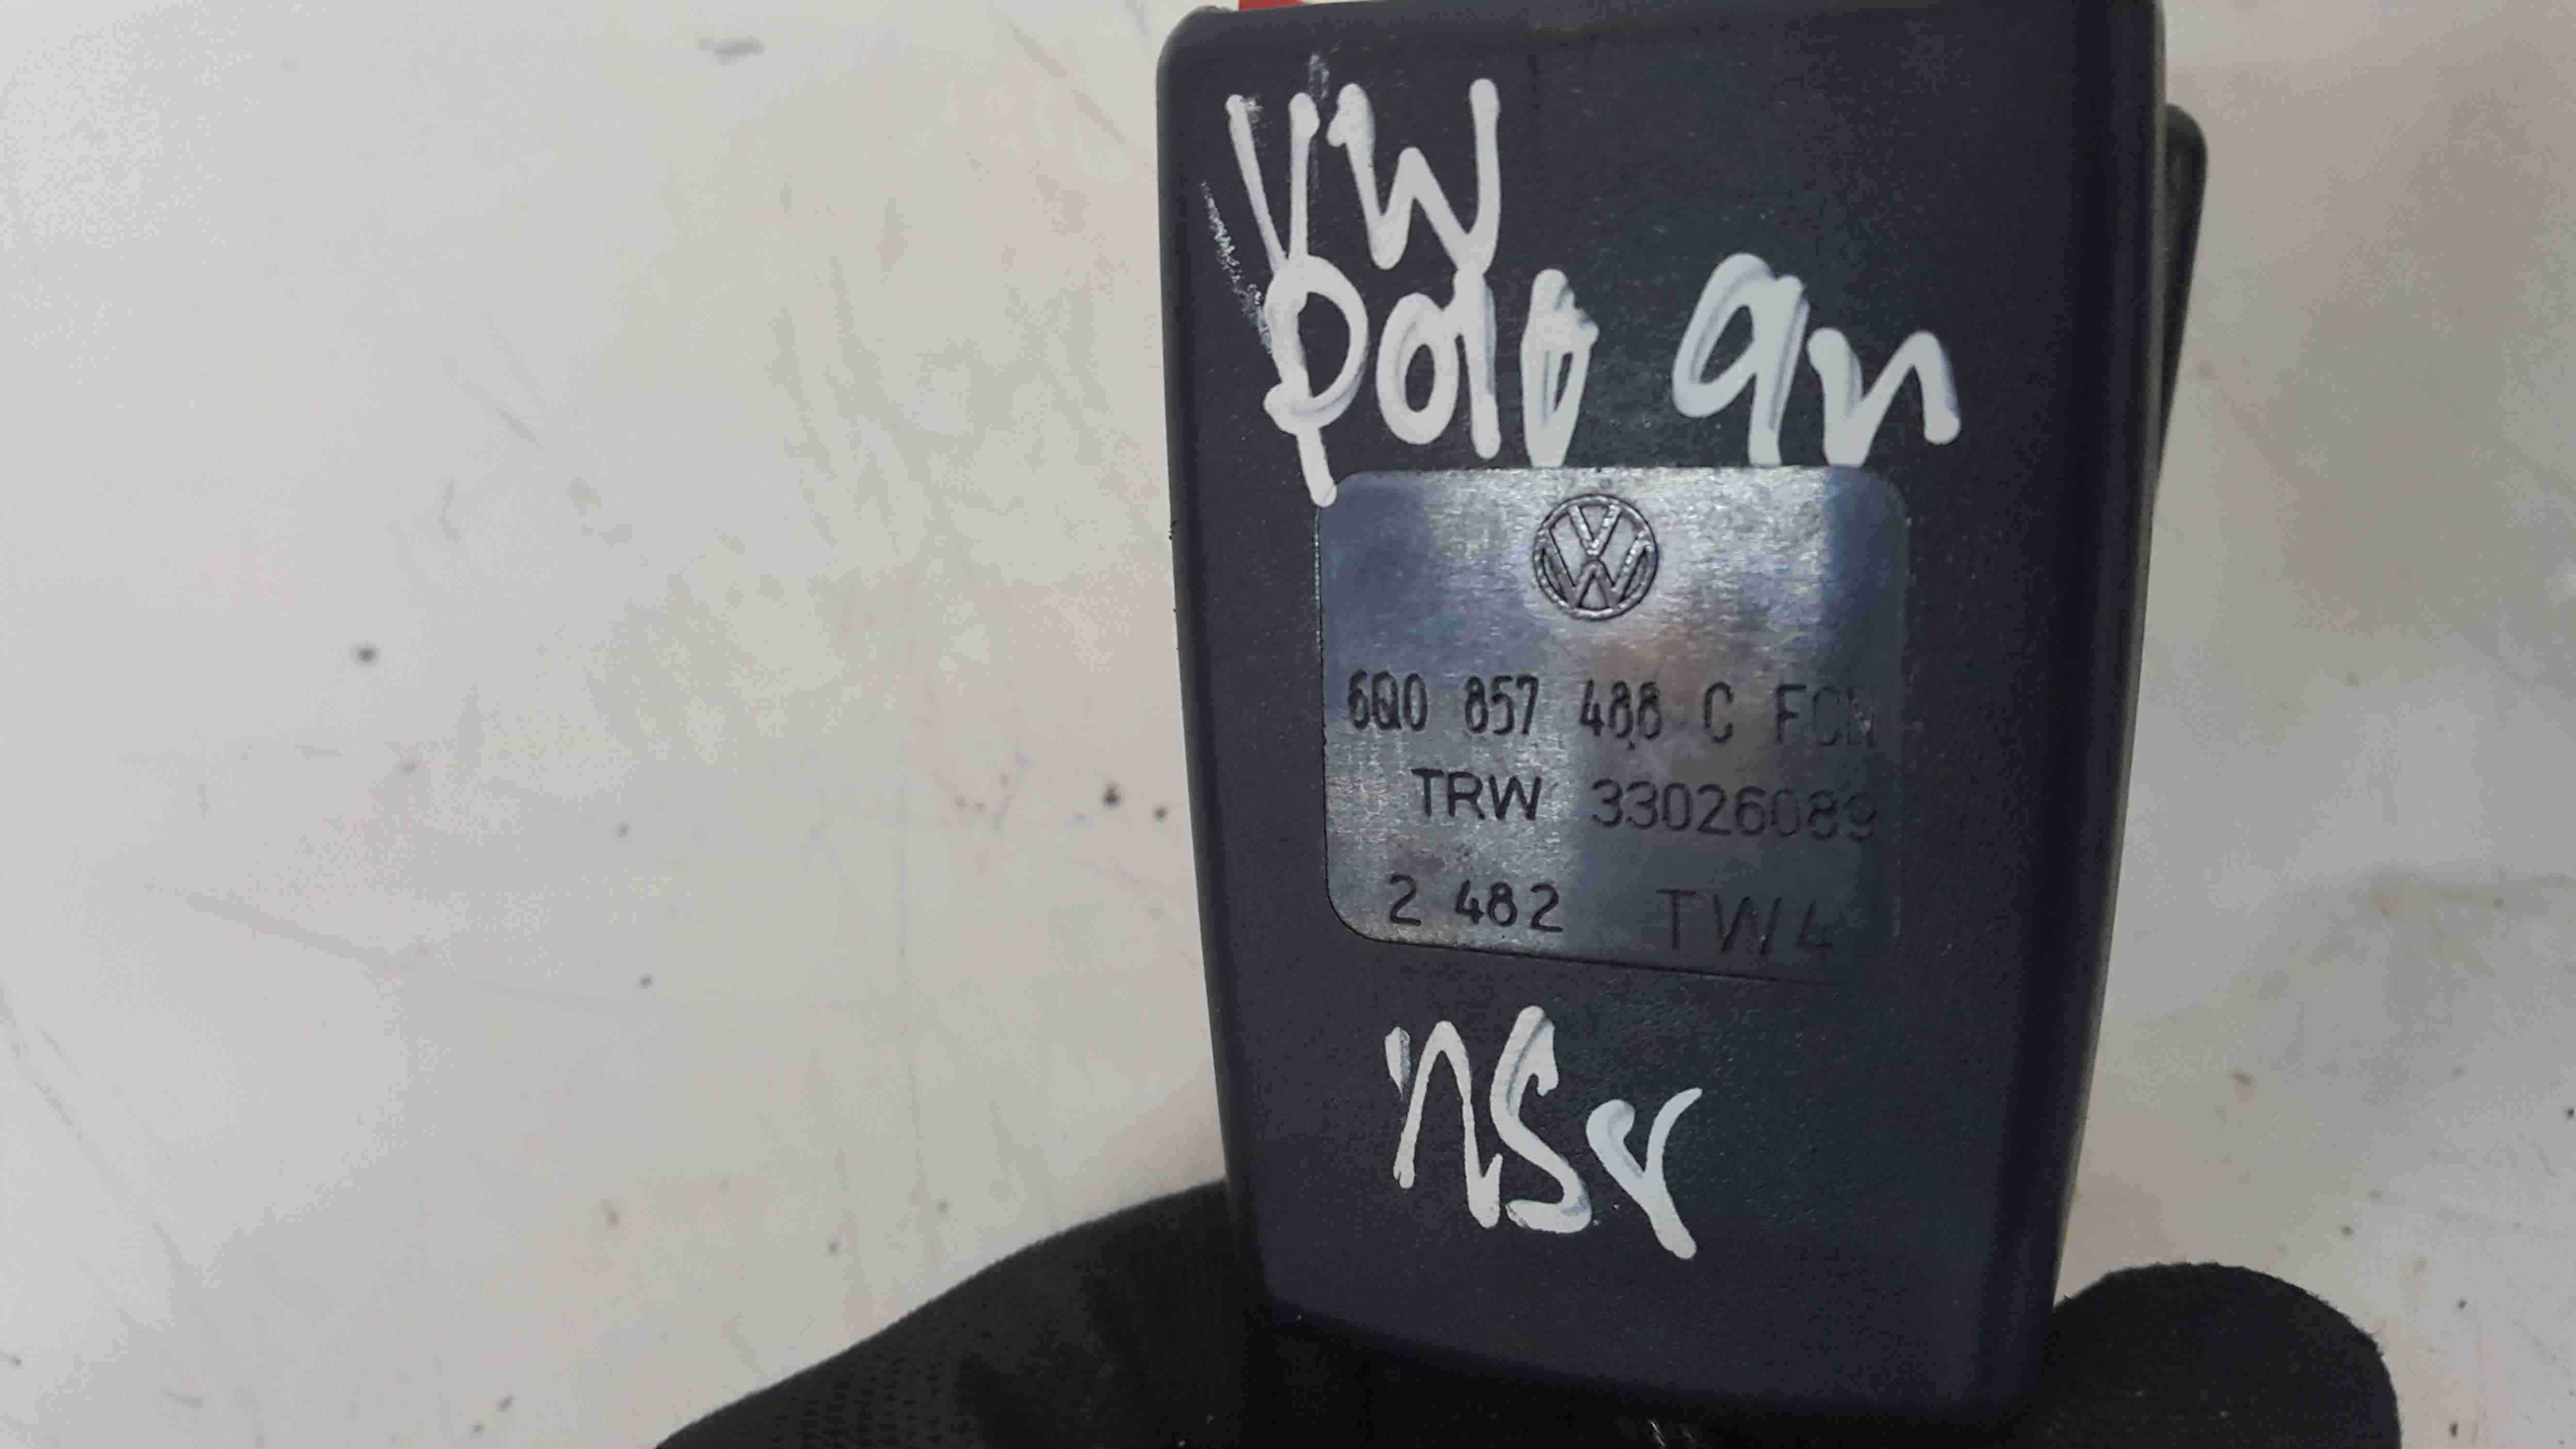 VW
polo 9n
6Q0 857 488 C FCN
TRW 33026089
2 482 TW4
nsr